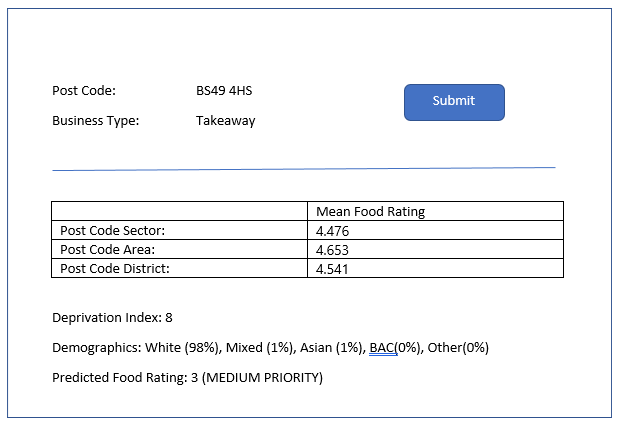 Post Code: BS49 4HS
Submit
Business Type: Takeaway
Mean Food Rating
Post Code Sector: 4.476
Post Code Area: 4.653
Post Code District: 4.541
Deprivation Index: 8
Demographics: White (98%), Mixed (1%), Asian (1%), BAC(0%), Other(0%)
Predicted Food Rating: 3 (MEDIUM PRIORITY)